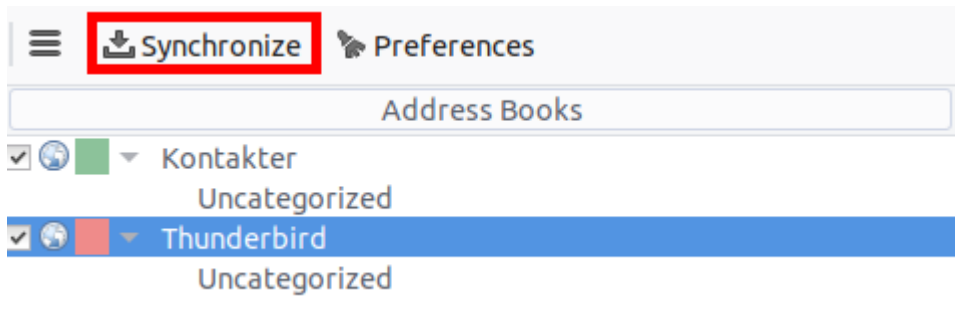 Synchronize Preferences
Address Books
Kontakter
Uncategorized
Thunderbird
Uncategorized